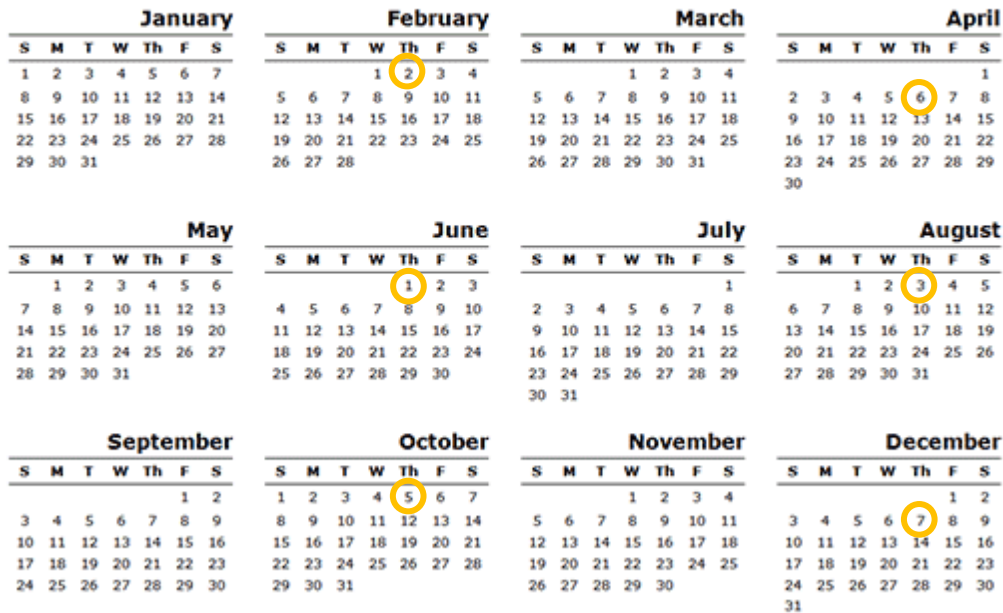 January
S M T W Th F S
1 2 3 4 5 6 7
8 9 10 11 12 13 14
15 16 17 18 19 20 21
22 23 24 25 26 27 28
29 30 31
February
S M T W Th F S
1 2 3 4
5 6 7 8 9 10 11
12 13 14 15 16 17 18
19 20 21 22 23 24 25
26 27 28
March
S M T W Th F S
1 2 3 4
5 6 7 8 9 10 11
12 13 14 15 16 17 18
19 20 21 22 23 24 25
26 27 28 29 30 31
April
S M T W Th F S
1
2 3 4 5 6 7 8
9 10 11 12 13 14 15
16 17 18 19 20 21 22
23 24 25 26 27 28 29
30
May
S M T W Th F S
1 2 3 4 5 6
7 8 9 10 11 12 13
14 15 16 17 18 19 20
21 22 23 24 25 26 27
28 29 30 31
June
S M T W Th F S
1 2 3
4 5 6 7 8 9 10
11 12 13 14 15 16 17
18 19 20 21 22 23 24
25 26 27 28 29 30
July
S M T W Th F S
1
2 3 4 5 6 7 8
9 10 11 12 13 14 15
16 17 18 19 20 21 22
23 24 25 26 27 28 29
30 31
August
S M T W Th F S
1 2 3 4 5
6 7 8 9 10 11 12
13 14 15 16 17 18 19
20 21 22 23 24 25 26
27 28 29 30 31
September
S M T W Th F S
1 2
3 4 5 6 7 8 9
10 11 12 13 14 15 16
17 18 19 20 21 22 23
24 25 26 27 28 29 30
October
S M T W Th F S
1 2 3 4 5 6 7
8 9 10 11 12 13 14
15 16 17 18 19 20 21
22 23 24 25 26 27 28
29 30 31
November
S M T W Th F S
1 2 3 4
5 6 7 8 9 10 11
12 13 14 15 16 17 18
19 20 21 22 23 24 25
26 27 28 29 30
December
S M T W Th F S
1 2
3 4 5 6 7 8 9
10 11 12 13 14 15 16
17 18 19 20 21 22 23
24 25 26 27 28 29 30
31